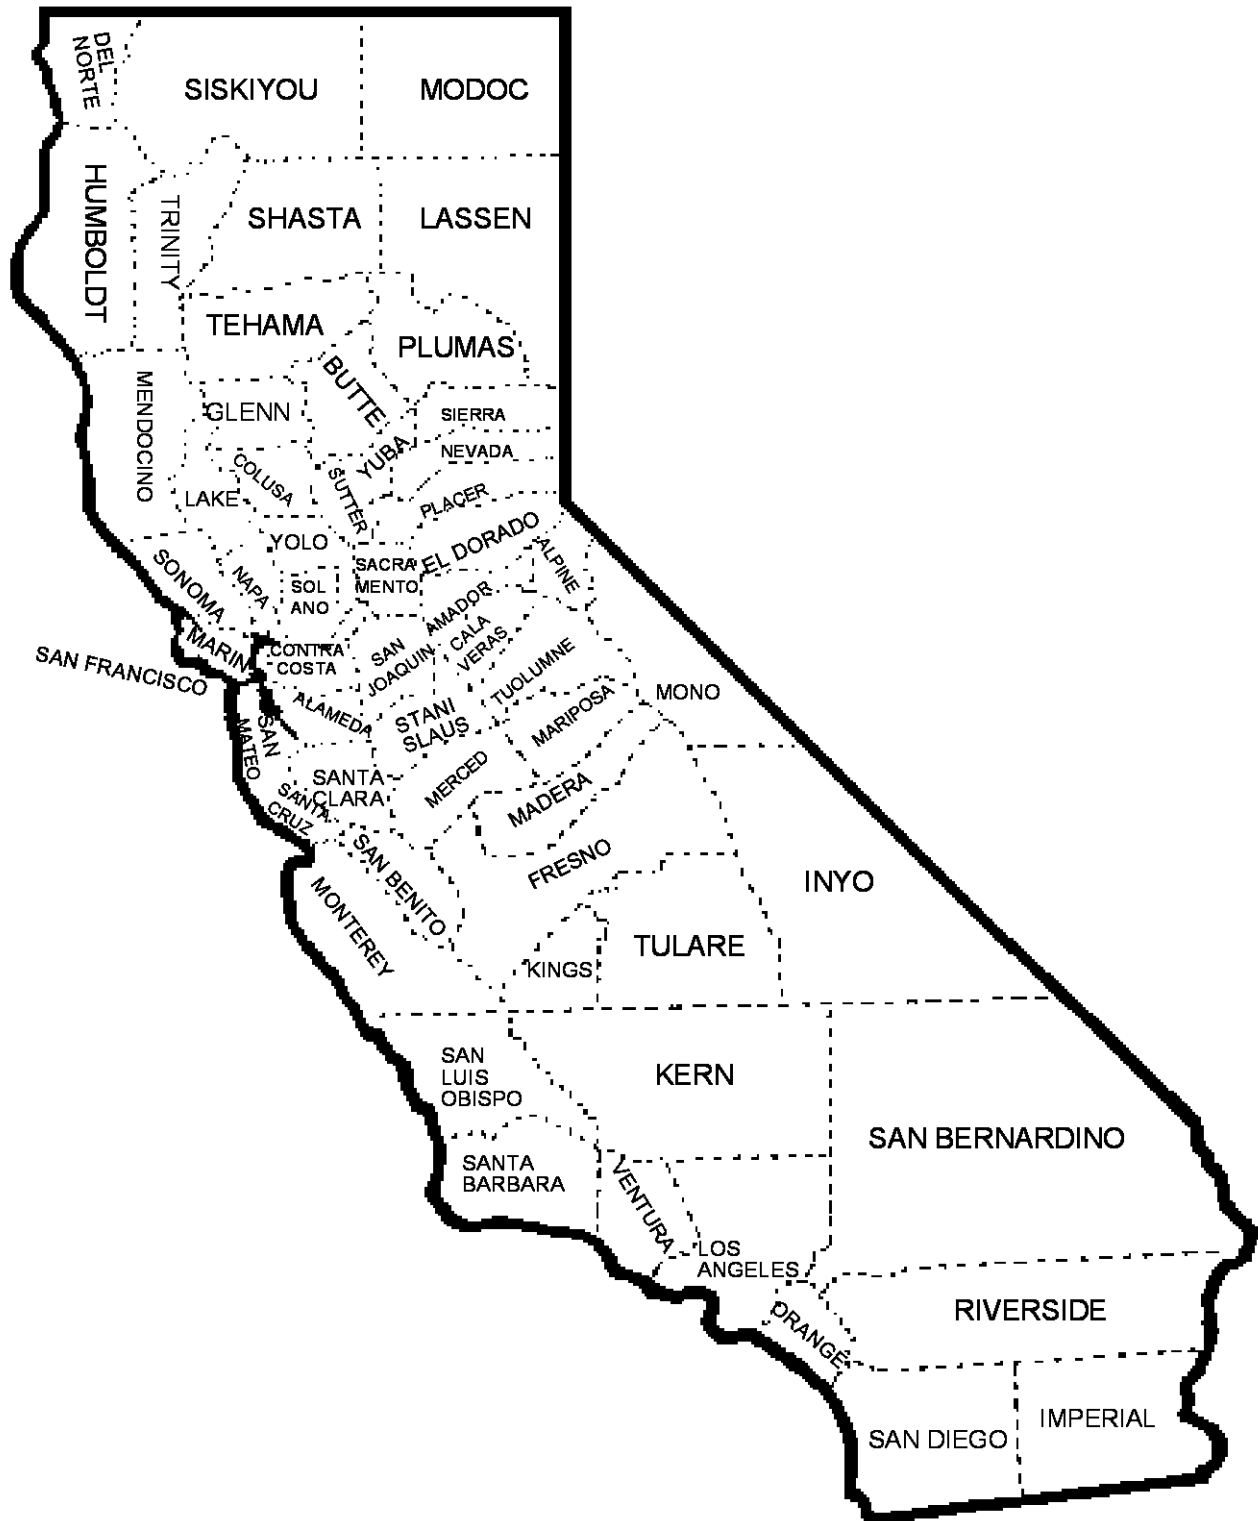 DEL
NORTE
SISKIYOU
MODOC
HUMBOLDT
TRINITY
SHASTA
LASSEN
TEHAMA
PLUMAS
MENDOCINO
GLENN
BUTTE
SIERRA
YUBA
NEVADA
COLUSA
LAKE
SUTTER
PLACER
YOLO
EL DORADO
SONOMA
NAPA
SOL
ANO
SACRA
MENTO
ALPINE
AMADOR
CALA
VERAS
MARIN
CONTRA
COSTA
SAN
JOAQUIN
SAN FRANCISCO
TUOLUMNE
MONO
ALAMEDA
STANI
SLAUS
MARIPOSA
SAN
MATEO
SANTA
CLARA
MERCED
MADERA
SANTA
CRUZ
SAN BENITO
FRESNO
INYO
MONTEREY
TULARE
KINGS
SAN
LUIS
OBISPO
KERN
SAN BERNARDINO
SANTA
BARBARA
VENTURA
LOS
ANGELES
ORANGE
RIVERSIDE
SAN DIEGO
IMPERIAL